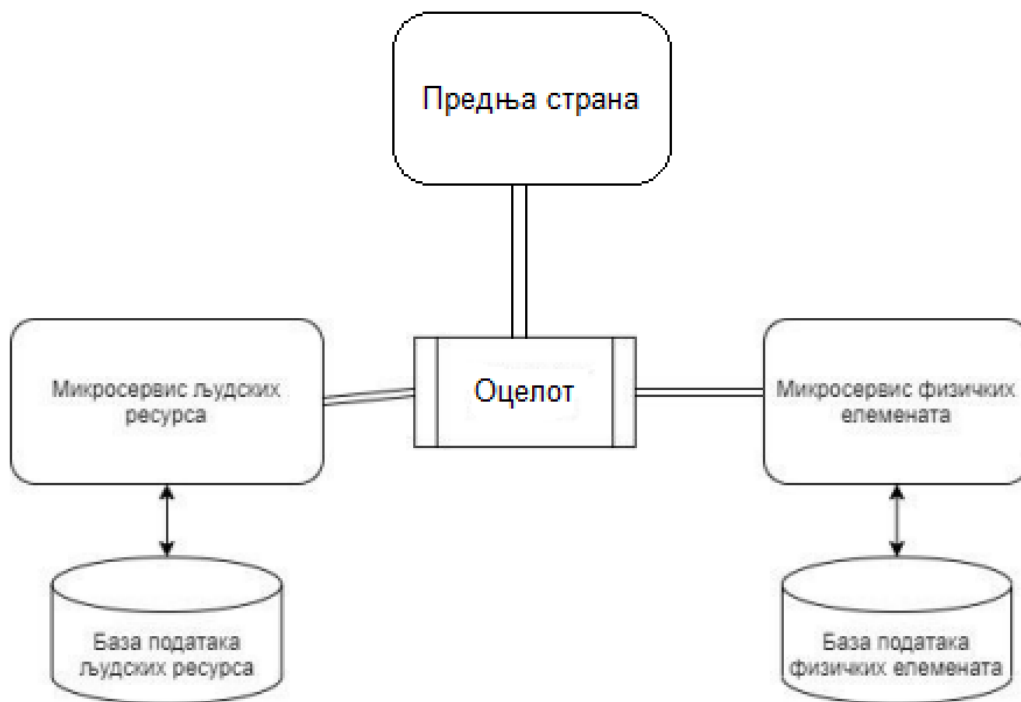 Предња страна
Оцелот
Микросервис људских
ресурса
Микросервис физичких
елемената
База података
људских ресурса
База података
физичких елемената